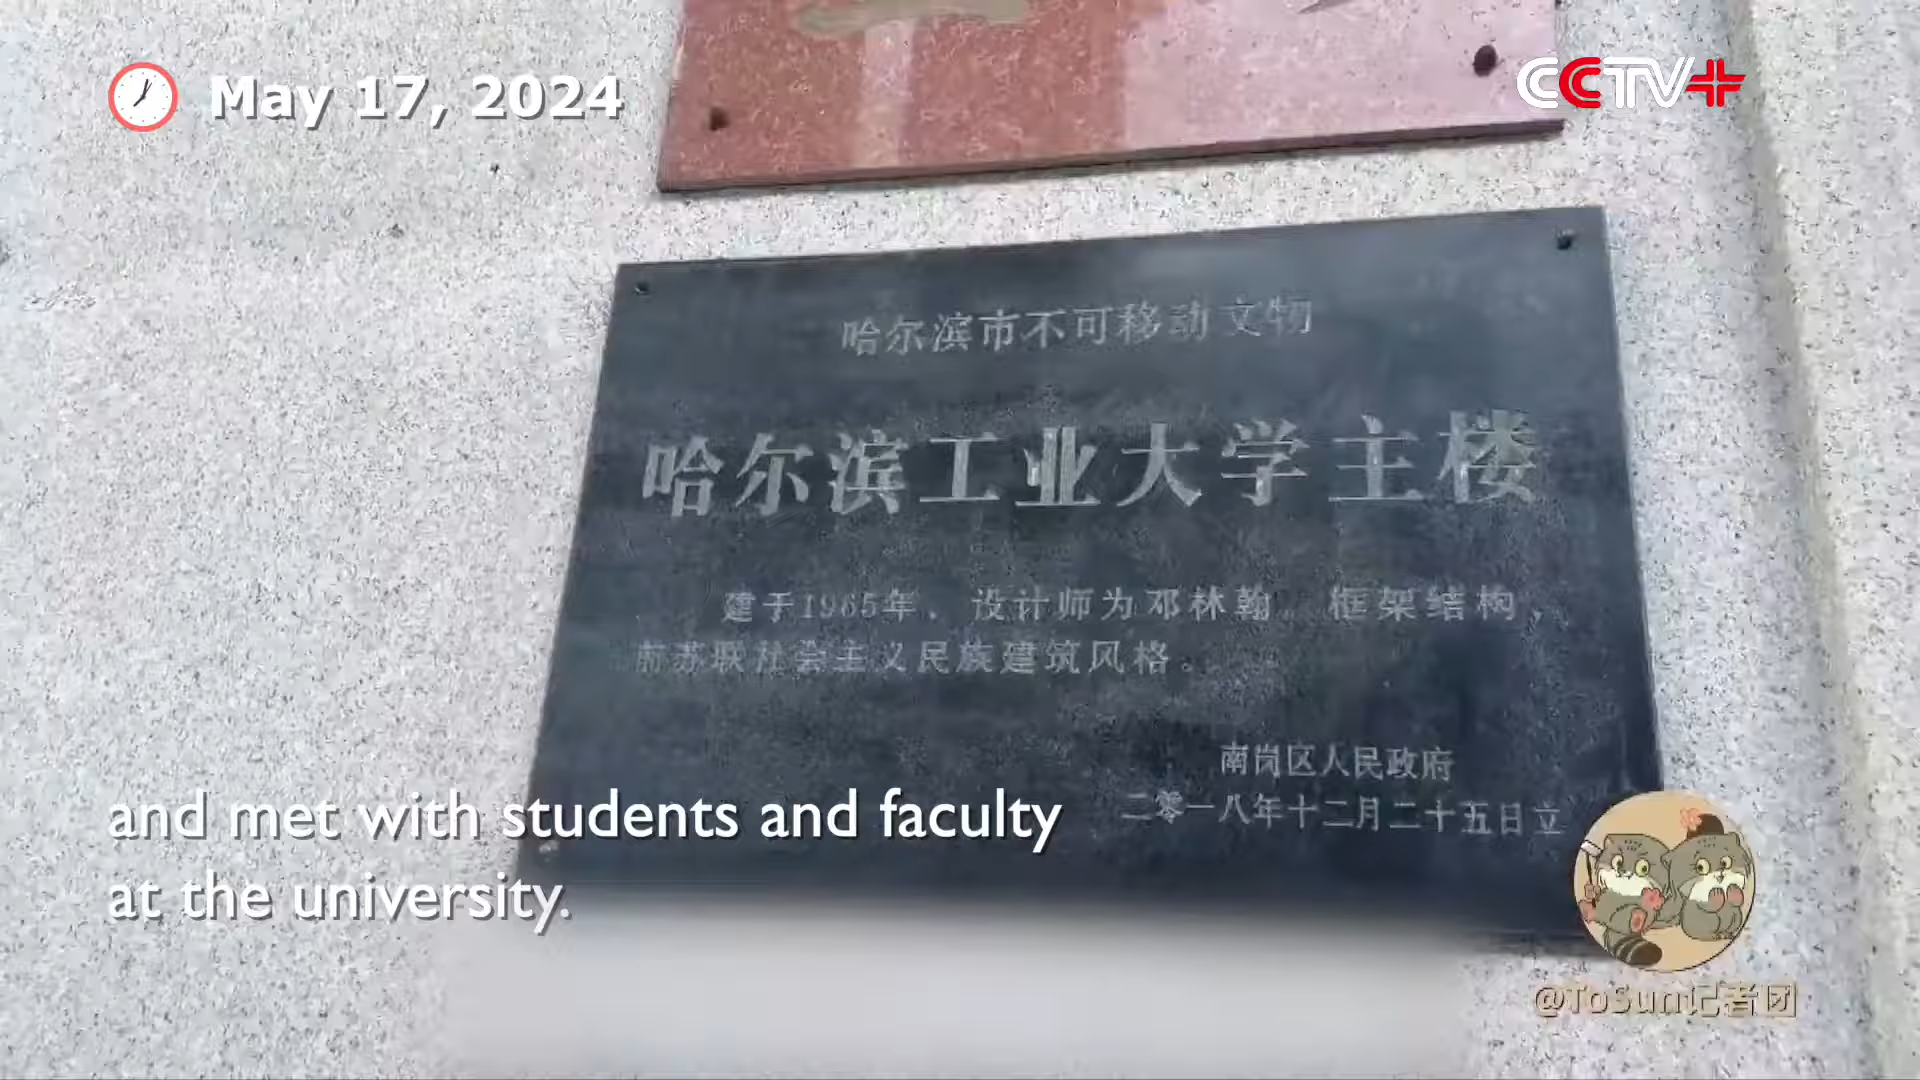 May 17, 2024
CCTV+
哈尔滨市不可移动文物
哈尔滨工业大学主楼
建于1965年，设计师为邓林翰。框架结构，
前苏联社会主义民族建筑风格。
南岗区人民政府
二零一八年十二月二十五日立
and met with students and faculty
at the university.
@ToSun记者团